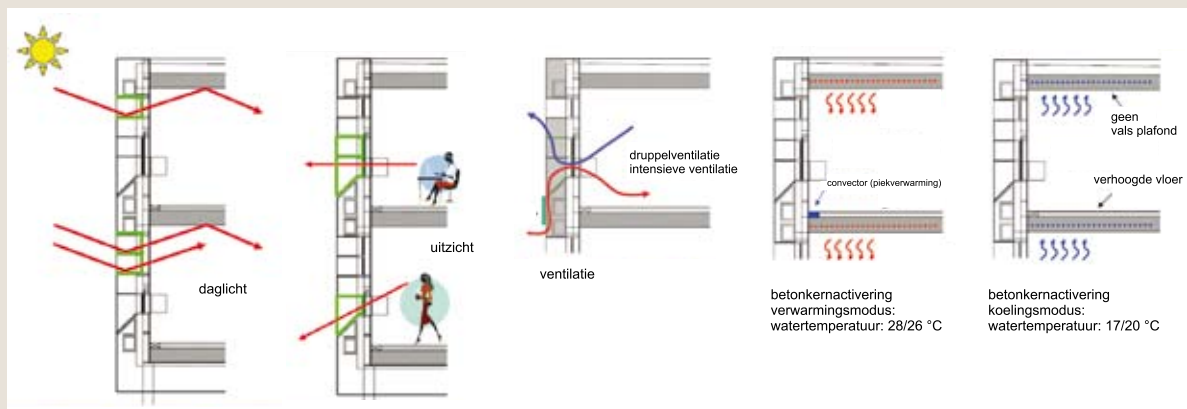 daglicht
uitzicht
druppelventilatie
intensieve ventilatie
ventilatie
convector (piekverwarming)
betonkernactivering
verwarmingsmodus:
watertemperatuur: 28/26 °C
geen
vals plafond
verhoogde vloer
betonkernactivering
koelingsmodus:
watertemperatuur: 17/20 °C